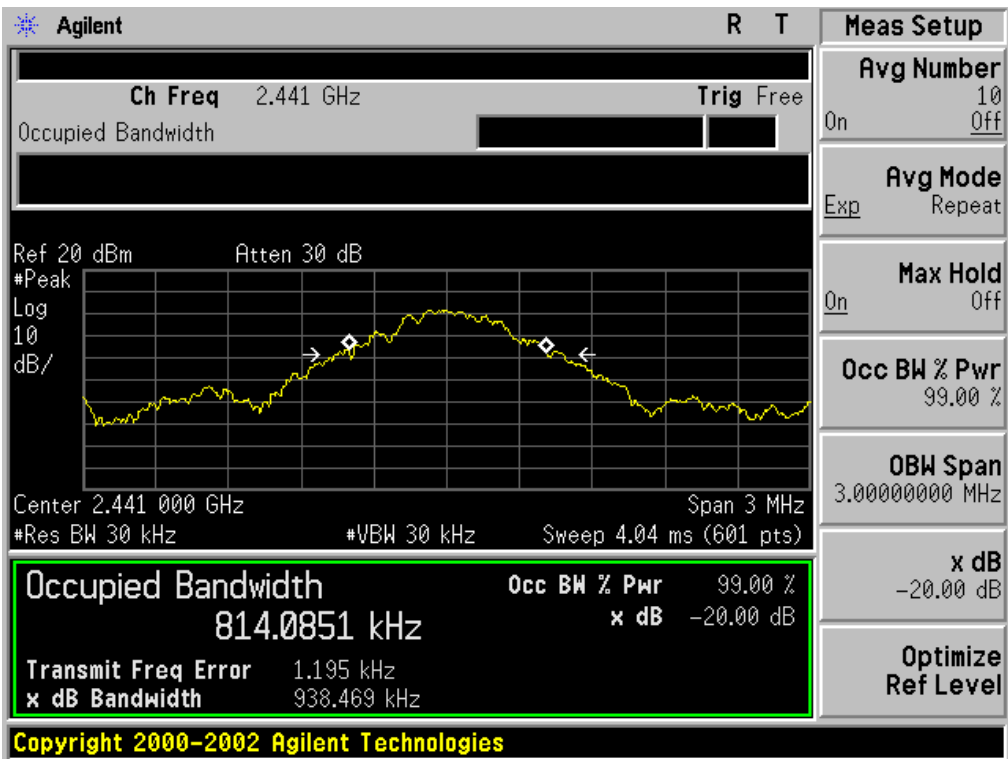 Agilent R T
Ch Freq 2.441 GHz Trig Free
Occupied Bandwidth
Ref 20 dBm Atten 30 dB
#Peak
Log
10
dB/
Center 2.441 000 GHz Span 3 MHz
#Res BW 30 kHz #VBW 30 kHz Sweep 4.04 ms (601 pts)
Occupied Bandwidth Occ BW % Pwr 99.00 %
814.0851 kHz x dB -20.00 dB
Transmit Freq Error 1.195 kHz
x dB Bandwidth 938.469 kHz
Copyright 2000-2002 Agilent Technologies
Meas Setup
Avg Number
10
On Off
Avg Mode
Exp Repeat
Max Hold
On Off
Occ BW % Pwr
99.00 %
OBW Span
3.00000000 MHz
x dB
-20.00 dB
Optimize
Ref Level